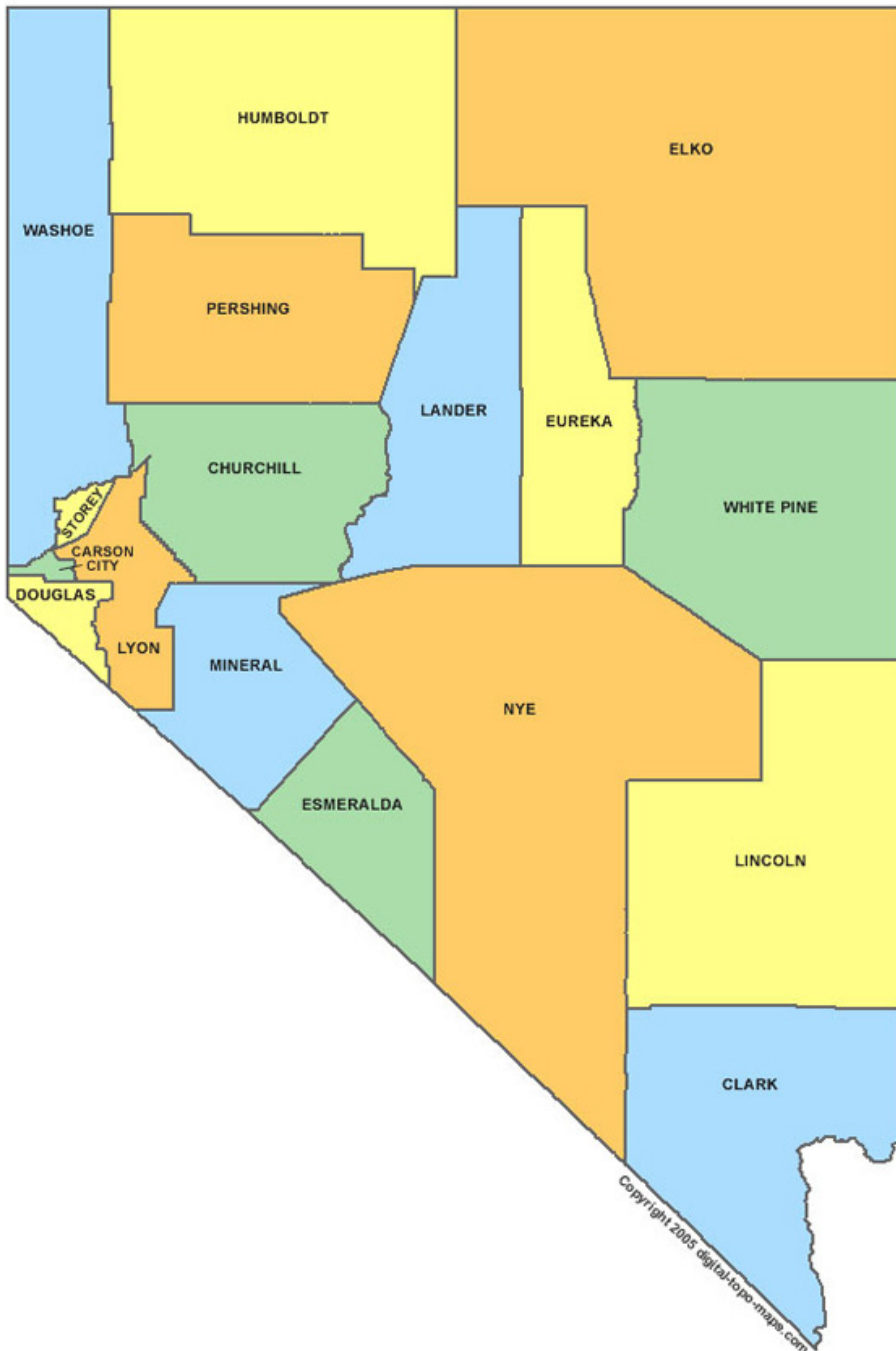 HUMBOLDT
ELKO
WASHOE
PERSHING
LANDER
EUREKA
CHURCHILL
WHITE PINE
STOREY
CARSON
CITY
DOUGLAS
LYON
MINERAL
NYE
ESMERALDA
LINCOLN
CLARK
Copyright 2005 digital-topo-maps.com